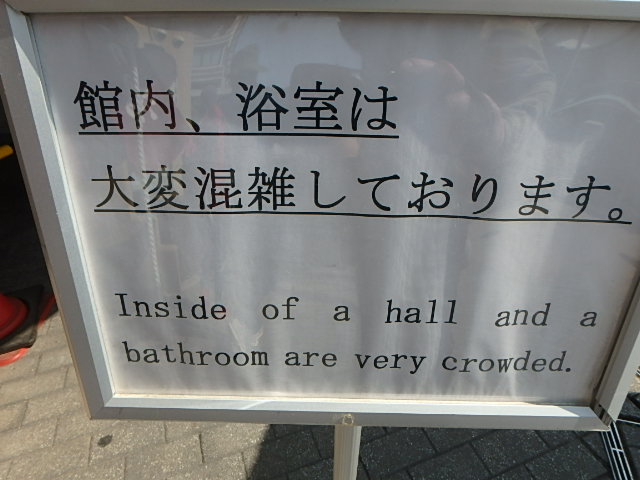 館内、浴室は
大変混雑しております。
Inside of a hall and a
bathroom are very crowded.